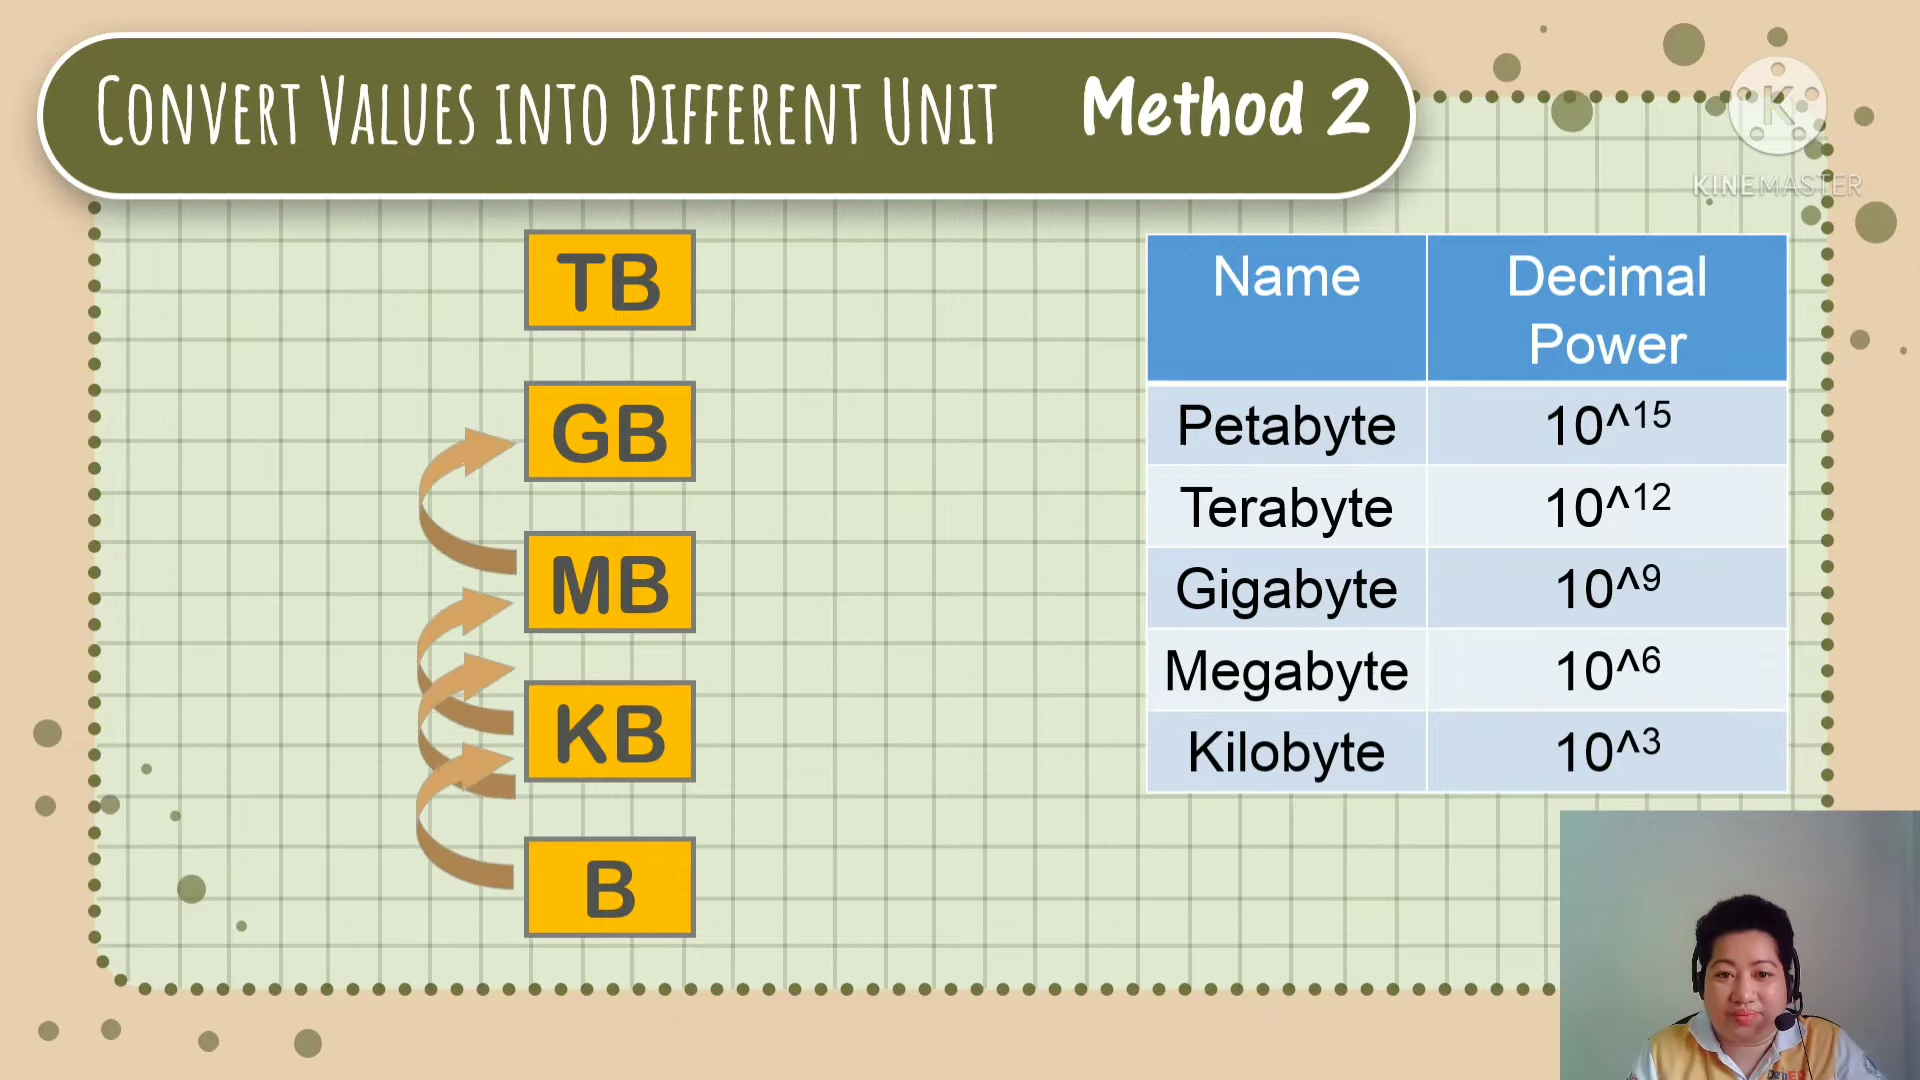 CONVERT VALUES INTO DIFFERENT UNIT Method 2
K
KINEMASTER
TB
GB
MB
KB
B
Name Decimal Power
Petabyte 10^15
Terabyte 10^12
Gigabyte 10^9
Megabyte 10^6
Kilobyte 10^3
DepED